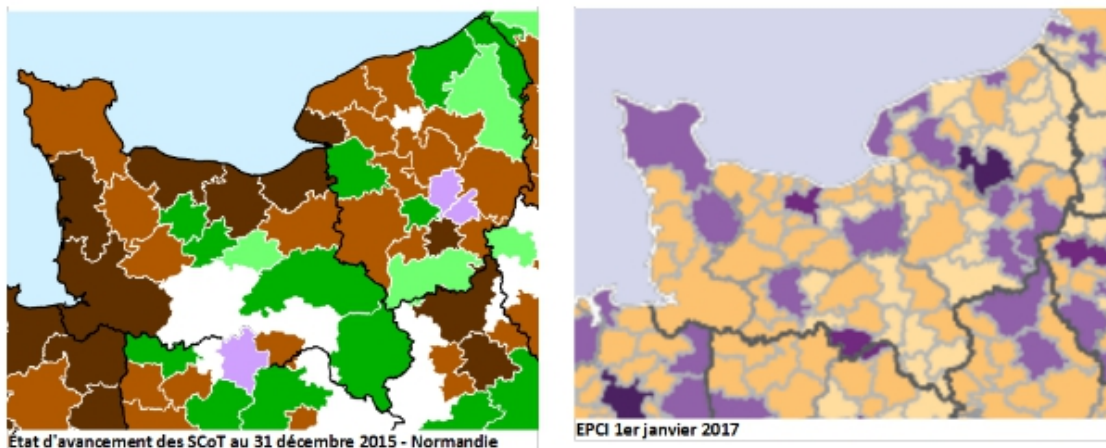 État d'avancement des SCoT au 31 décembre 2015 - Normandie
EPCI 1er janvier 2017